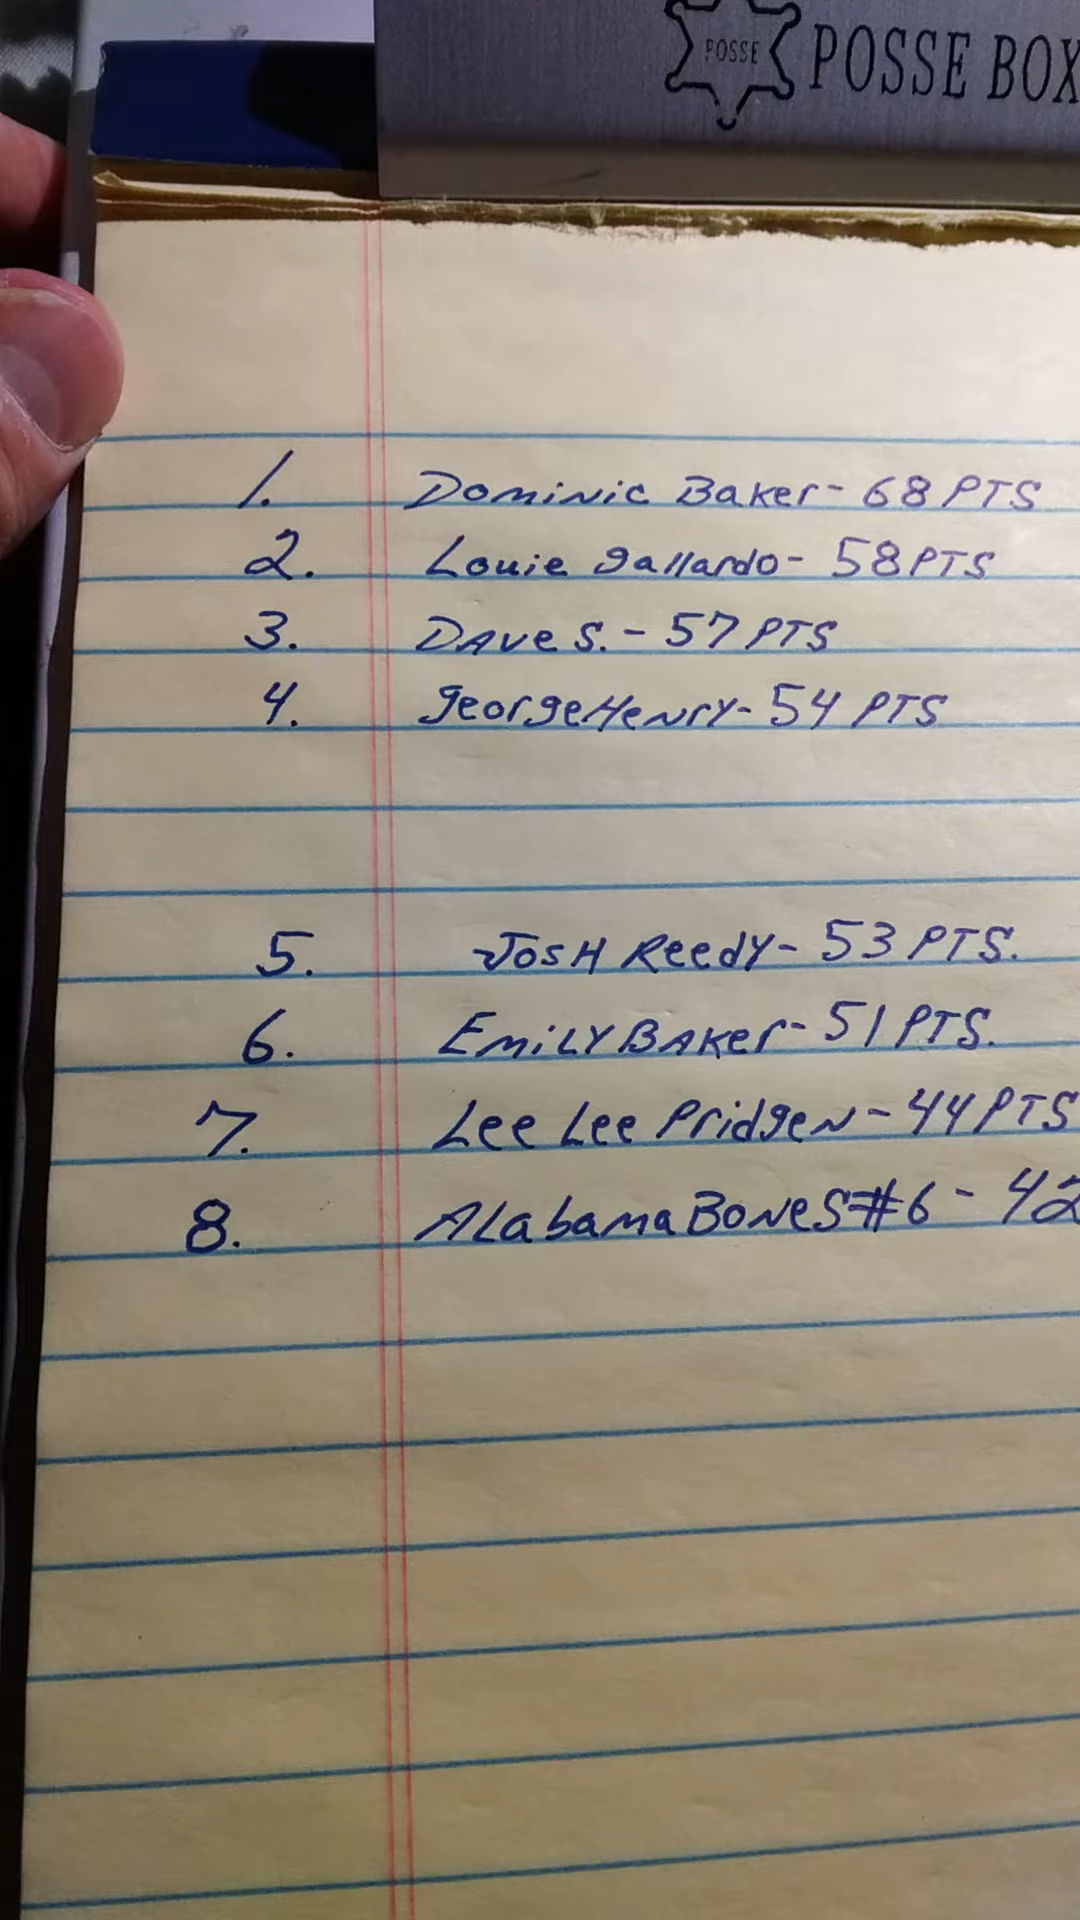 POSSE POSSE BOX
1. Dominic Baker- 68 PTS
2. Louie gallardo- 58 PTS
3. Dave S. - 57 PTS
4. george Henry- 54 PTS
5. Josh Reedy- 53 PTS.
6. Emily Baker- 51 PTS.
7. Lee Lee Pridgen- 44 PTS
8. Alabama Bones #6 - 42